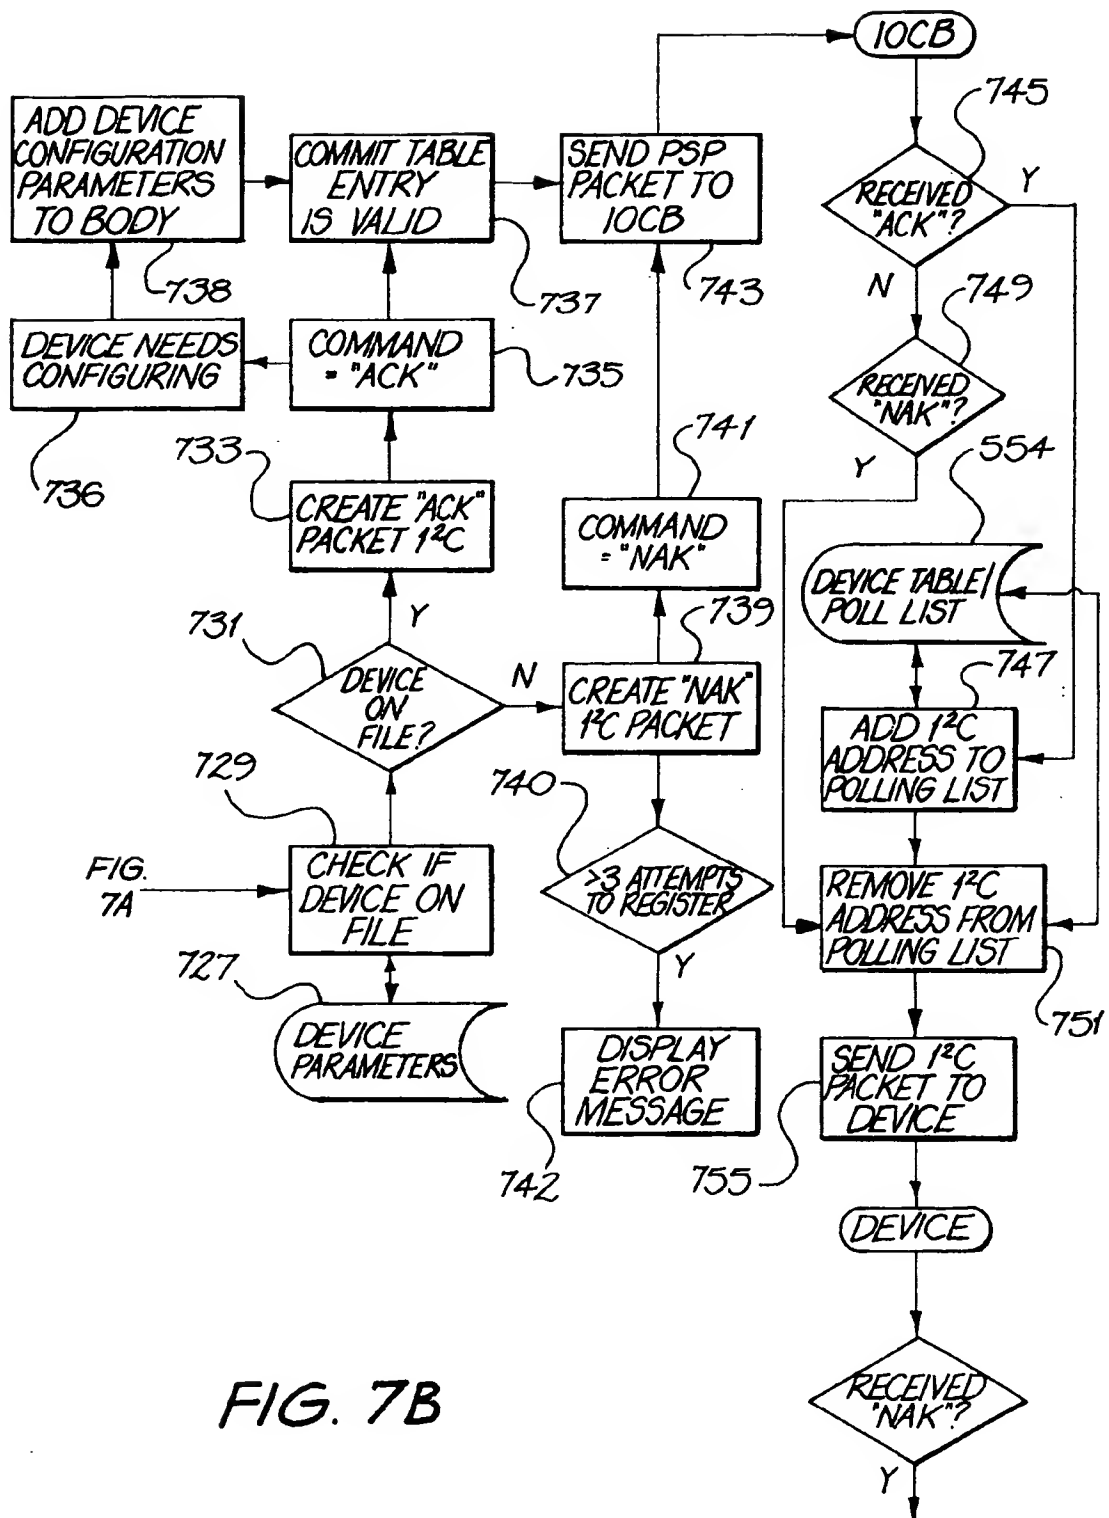 IOCB
745
ADD DEVICE
CONFIGURATION
PARAMETERS
TO BODY
738
COMMIT TABLE
ENTRY
IS VALID
737
SEND PSP
PACKET TO
IOCB
743
RECEIVED
"ACK"?
Y
N
749
DEVICE NEEDS
CONFIGURING
736
COMMAND
= "ACK"
735
RECEIVED
"NAK"?
Y
733
CREATE "ACK"
PACKET I²C
741
COMMAND
= "NAK"
554
DEVICE TABLE/
POLL LIST
731
Y
DEVICE
ON
FILE?
N
739
CREATE "NAK"
I²C PACKET
747
ADD I²C
ADDRESS TO
POLLING LIST
729
FIG.
7A
CHECK IF
DEVICE ON
FILE
740
>3 ATTEMPTS
TO REGISTER
Y
REMOVE I²C
ADDRESS FROM
POLLING LIST
751
727
DEVICE
PARAMETERS
DISPLAY
ERROR
MESSAGE
742
SEND I²C
PACKET TO
DEVICE
755
DEVICE
RECEIVED
"NAK"?
Y
FIG. 7B